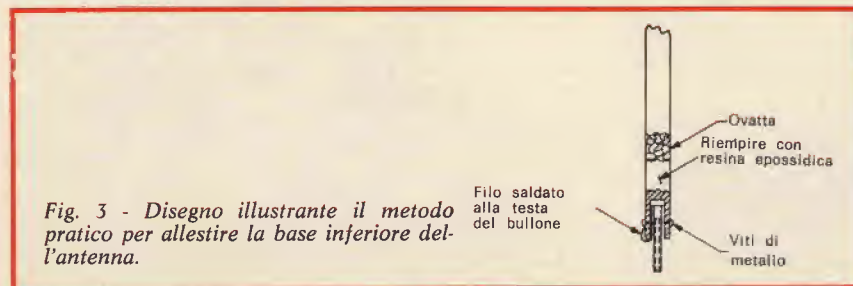 Fig. 3 - Disegno illustrante il metodo
pratico per allestire la base inferiore del-
l'antenna.
Filo saldato
alla testa
del bullone
Ovatta
Riempire con
resina epossidica
Viti di
metallo